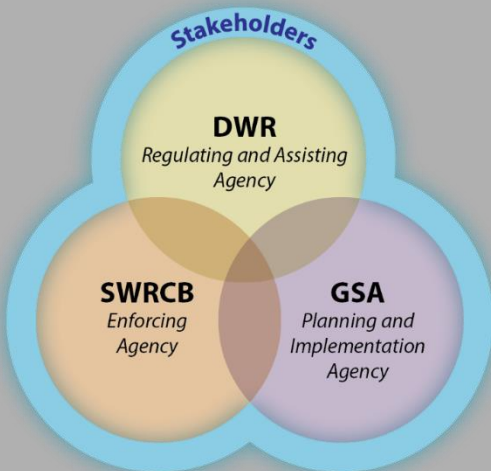 Stakeholders
DWR
Regulating and Assisting
Agency
SWRCB
Enforcing
Agency
GSA
Planning and
Implementation
Agency